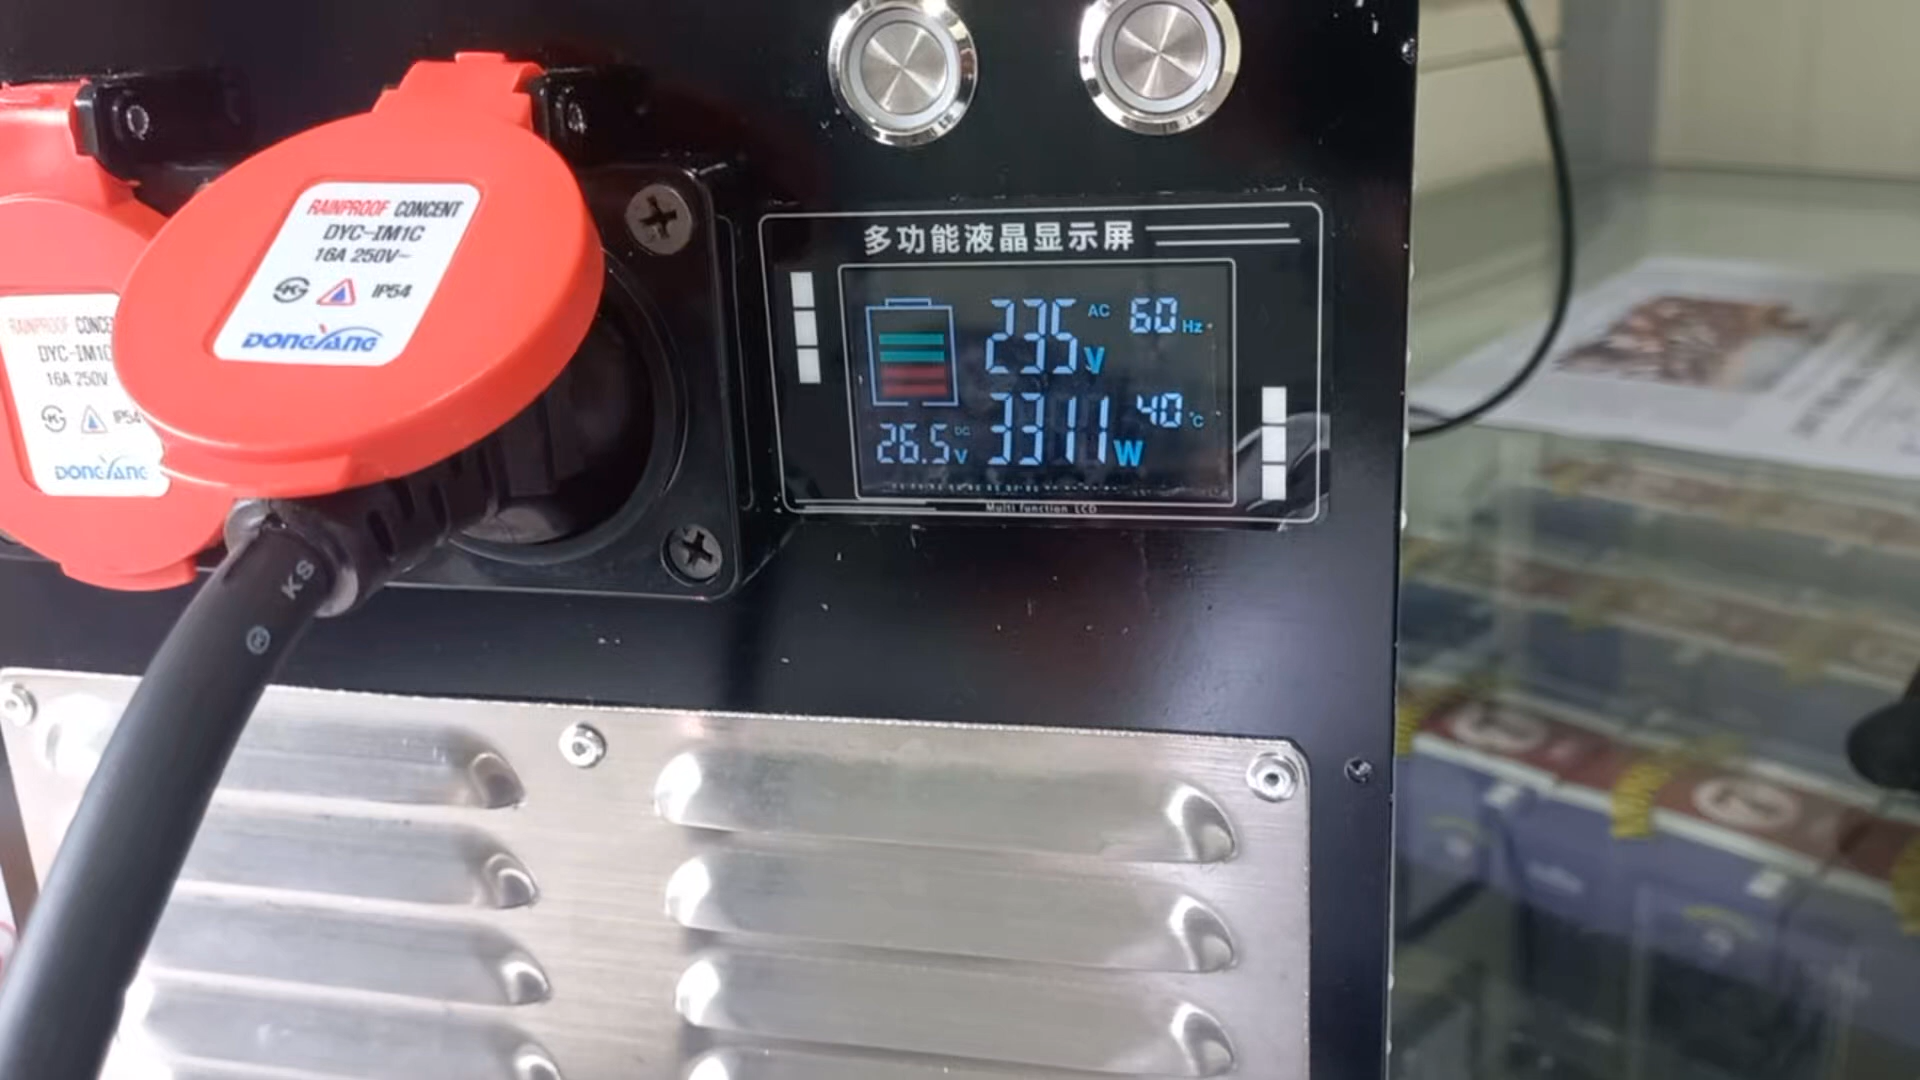 RAINPROOF CONCENT
DYC-IM1C
16A 250V~
IP54
DONGYANG
RAINPROOF CONCE
DYC-IM1C
16A 250V
IP54
DONGYANG
KS
多功能液晶显示屏
235 V AC 60 Hz
26.5 DC V 3311 W 40 °C
Multi function LCD